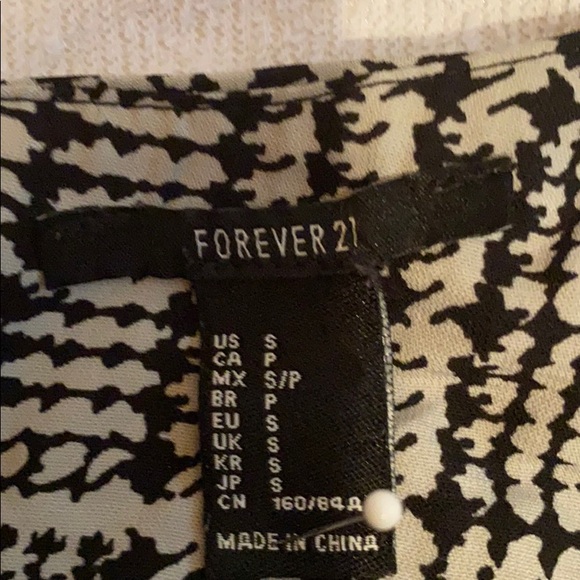 FOREVER 21
US S
CA P
MX S/P
BR P
EU S
UK S
KR S
JP S
CN 160/84A
MADE IN CHINA